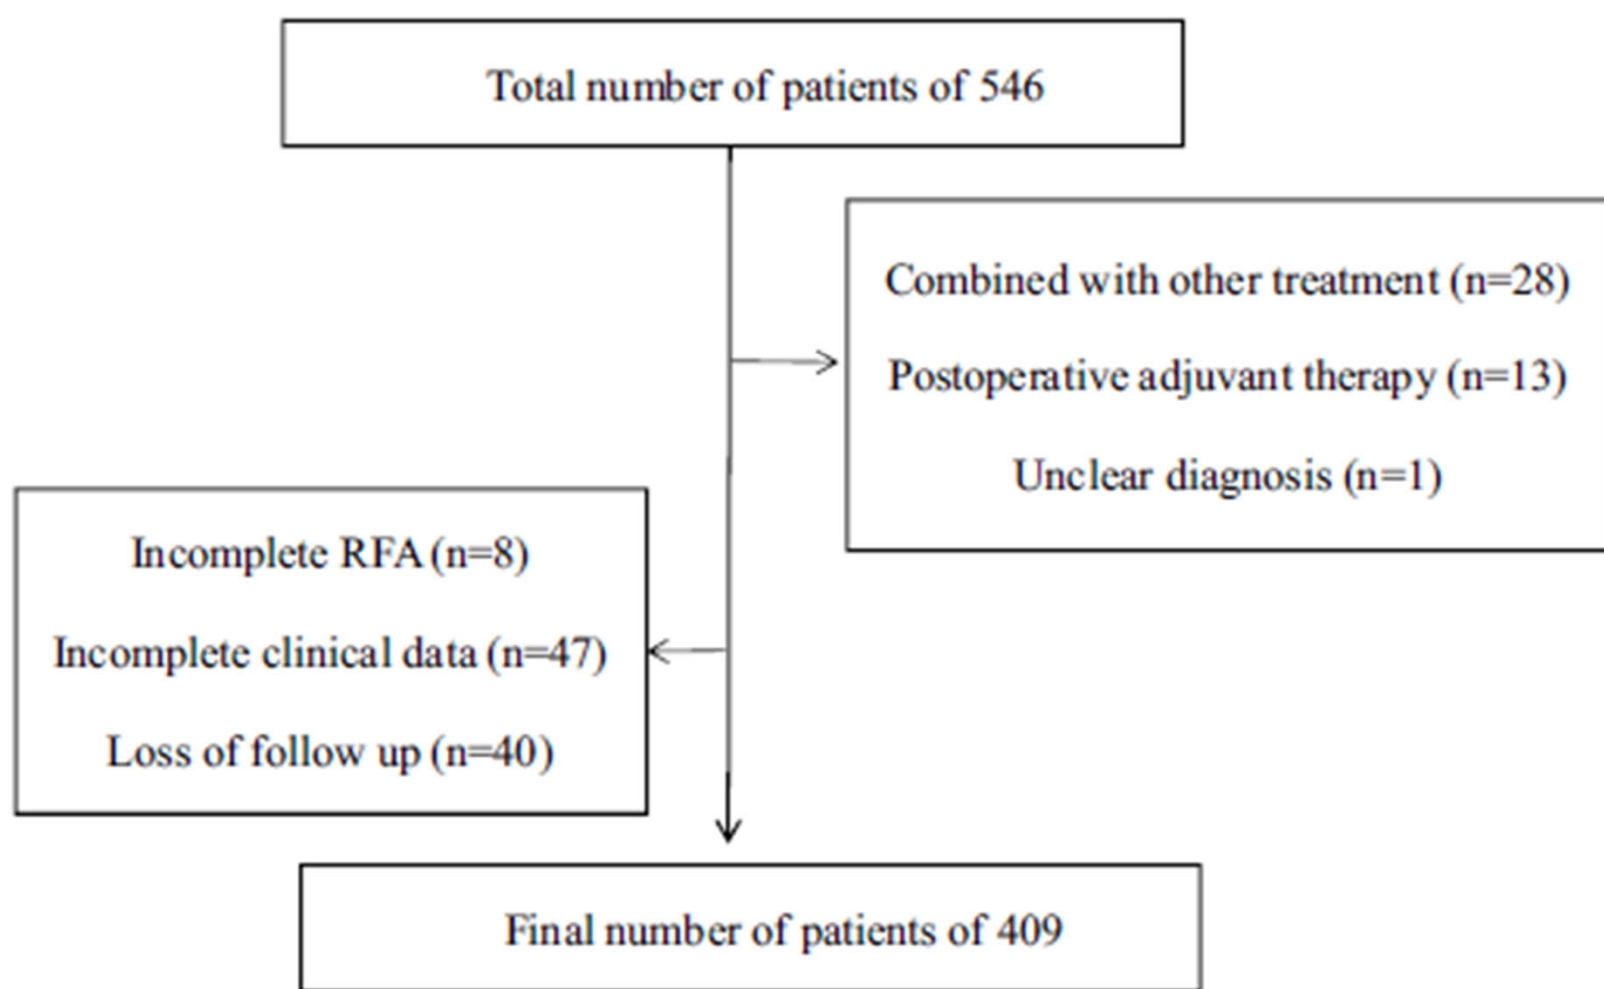 Total number of patients of 546
Combined with other treatment (n=28)
Postoperative adjuvant therapy (n=13)
Unclear diagnosis (n=1)
Incomplete RFA (n=8)
Incomplete clinical data (n=47)
Loss of follow up (n=40)
Final number of patients of 409